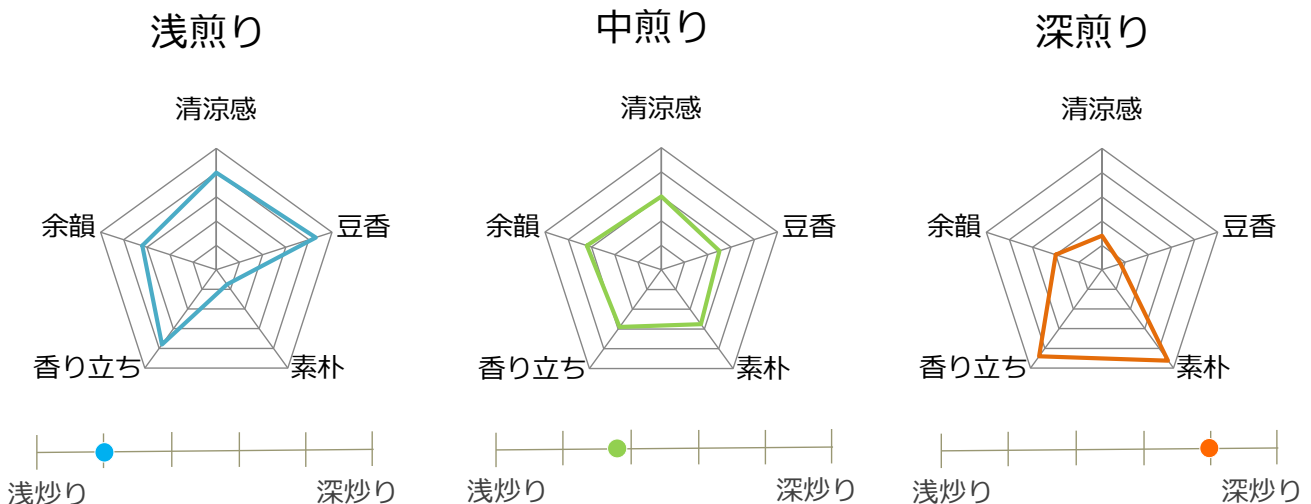 浅煎り
中煎り
深煎り
清涼感
豆香
素朴
香り立ち
余韻
清涼感
豆香
素朴
香り立ち
余韻
清涼感
豆香
素朴
香り立ち
余韻
浅炒り
深炒り
浅炒り
深炒り
浅炒り
深炒り